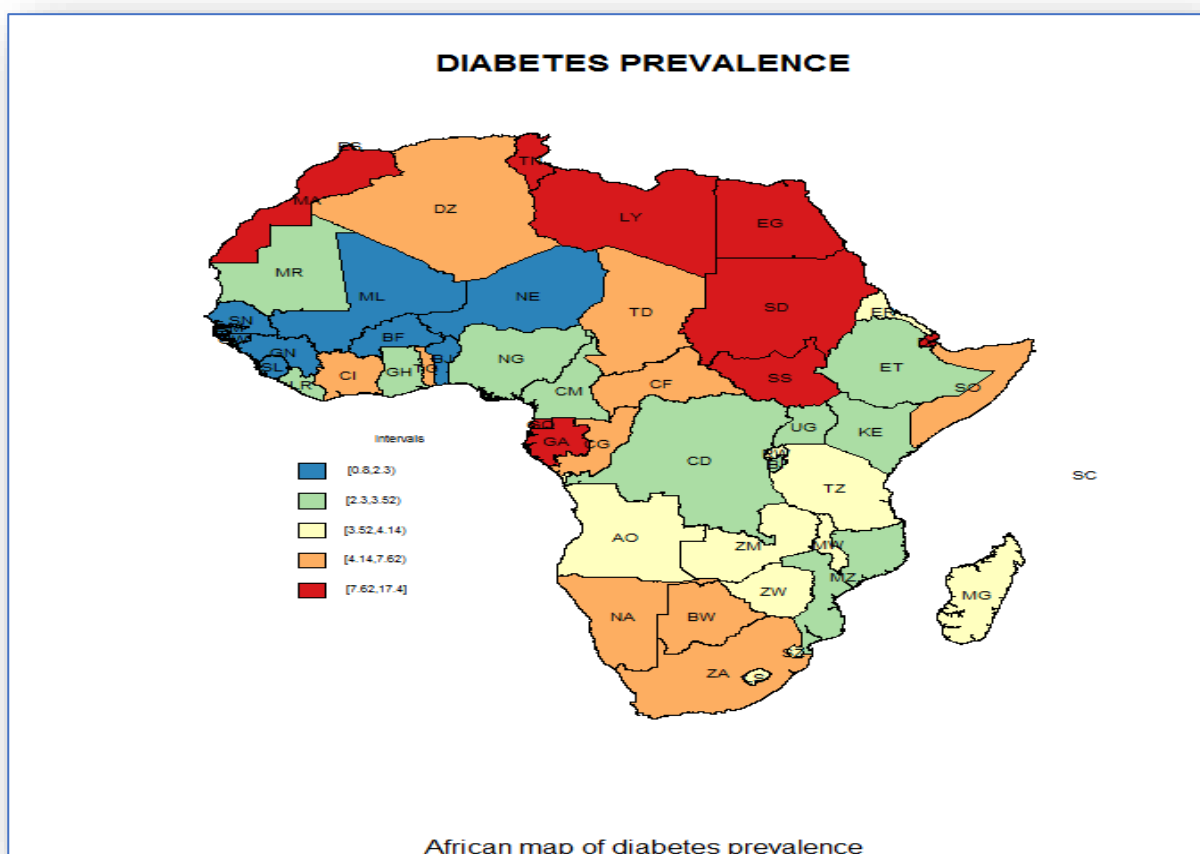 DIABETES PREVALENCE
ES
TN
MA
DZ
LY
EG
MR
ML
NE
TD
SD
ER
SN
GN
BF
BJ
NG
SL
LR
CI
GH
TG
CM
CF
SS
ET
SO
GQ
GA
CG
UG
KE
CD
Intervals
[0.8,2.3)
[2.3,3.52)
[3.52,4.14)
[4.14,7.62)
[7.62,17.4]
TZ
SC
AO
ZM
MW
MZ
ZW
MG
NA
BW
SZ
ZA
African map of diabetes prevalence